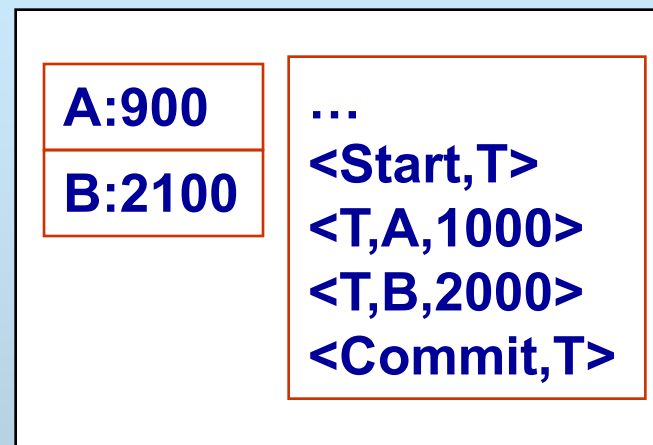 A:900
B:2100
…
<Start,T>
<T,A,1000>
<T,B,2000>
<Commit,T>